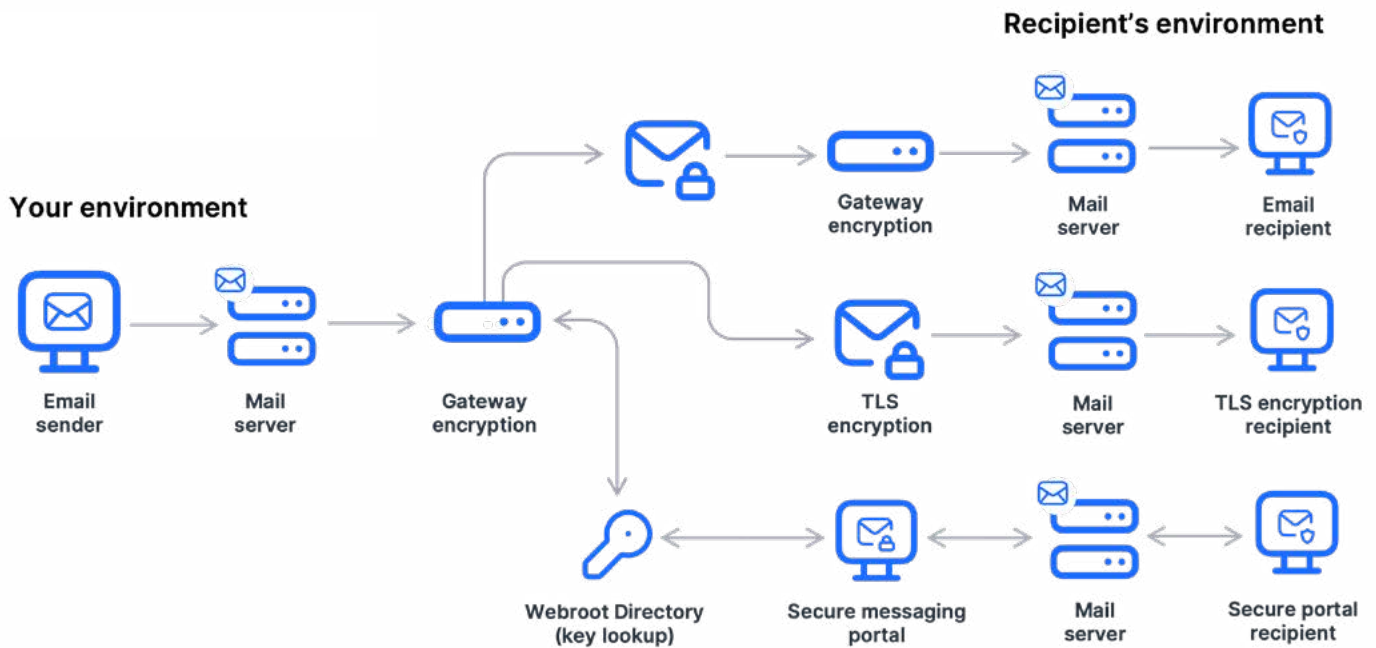 Recipient's environment
Gateway
encryption
Mail
server
Email
recipient
Your environment
Email
sender
Mail
server
Gateway
encryption
TLS
encryption
Mail
server
TLS encryption
recipient
Webroot Directory
(key lookup)
Secure messaging
portal
Mail
server
Secure portal
recipient